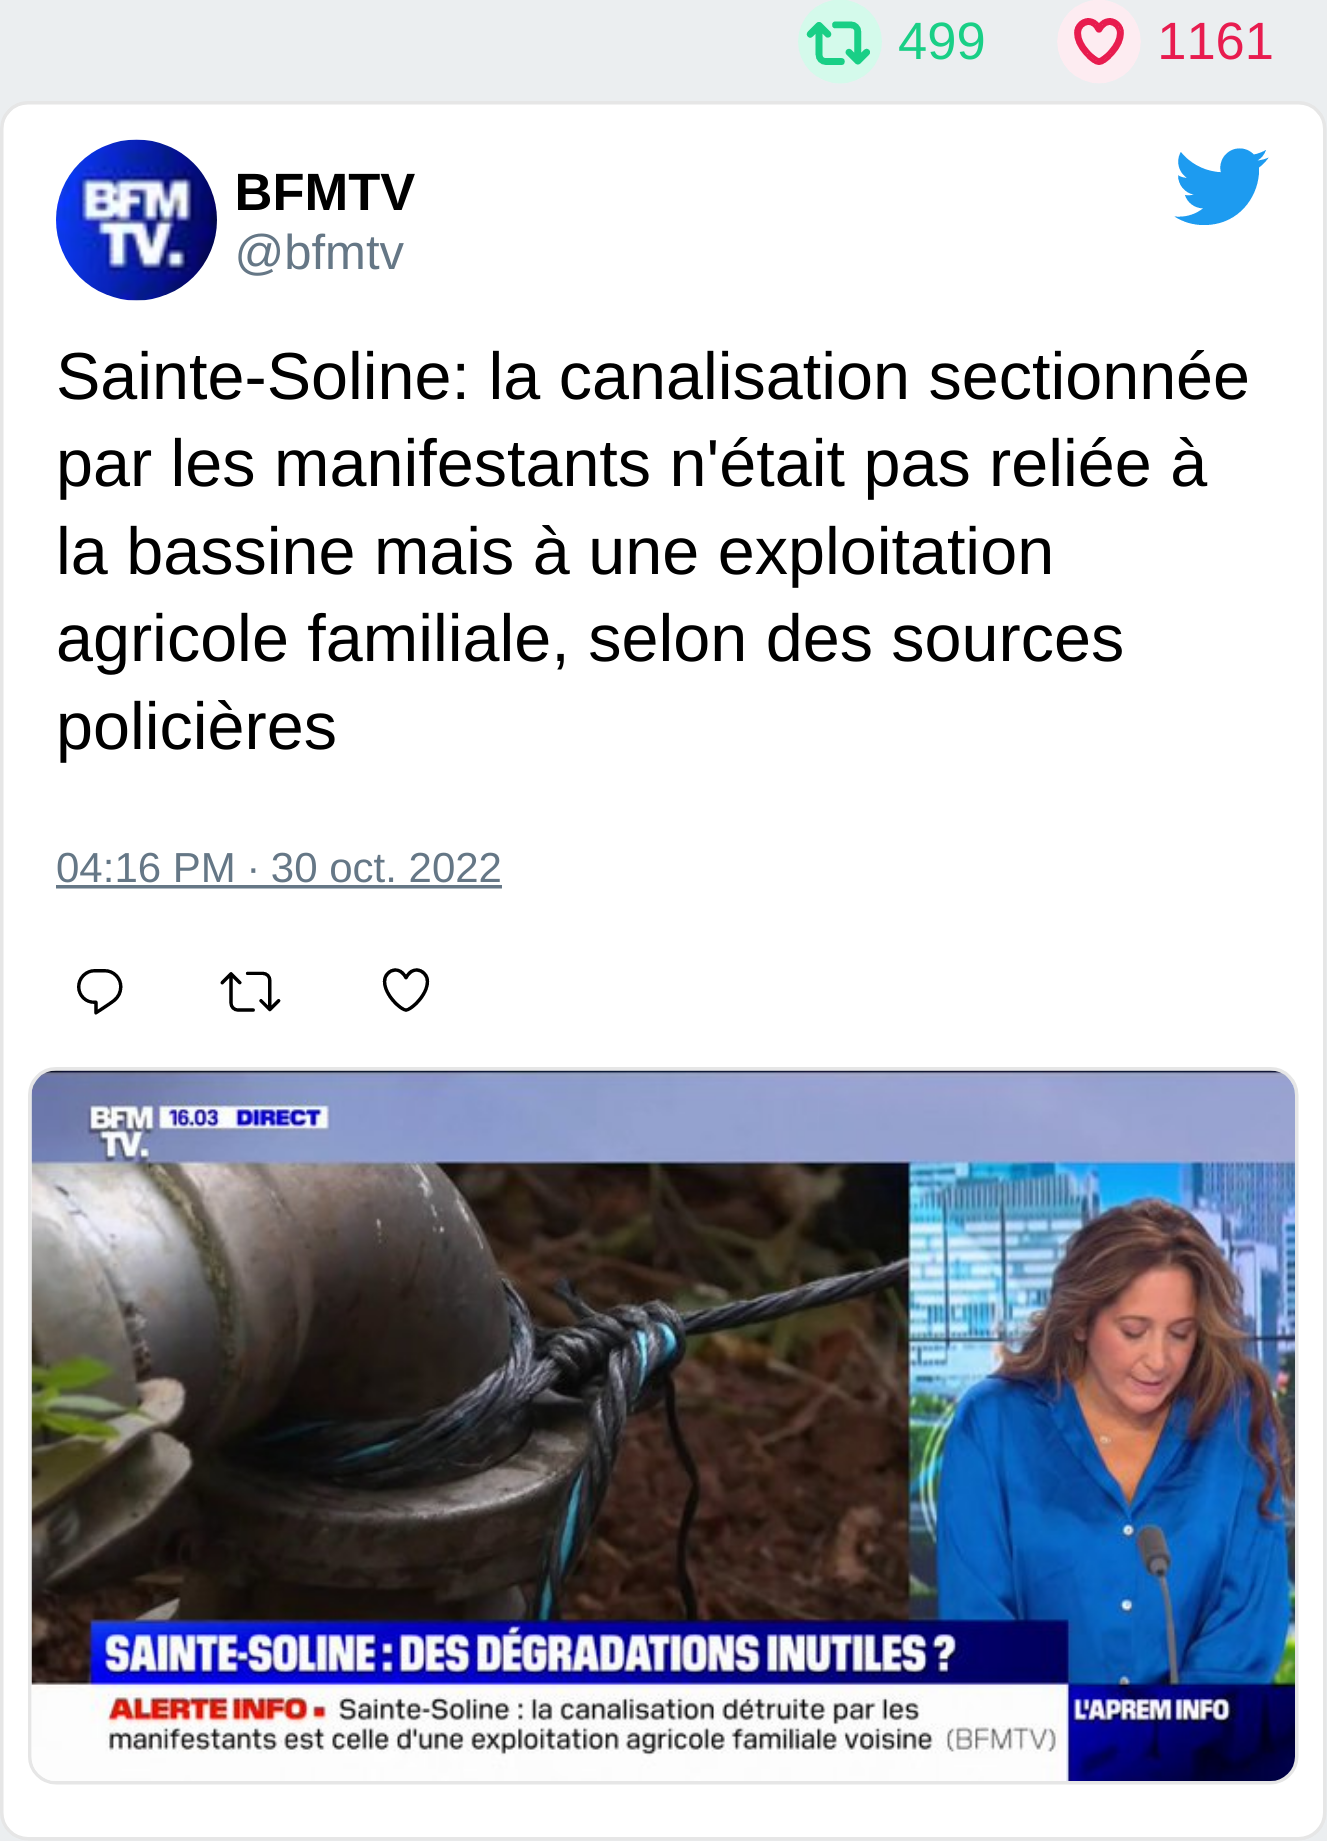 499 1161
BFM
TV.
BFMTV
@bfmtv
Sainte-Soline: la canalisation sectionnée
par les manifestants n'était pas reliée à
la bassine mais à une exploitation
agricole familiale, selon des sources
policières
04:16 PM · 30 oct. 2022
BFM 16.03 DIRECT
TV.
SAINTE-SOLINE : DES DÉGRADATIONS INUTILES ?
ALERTE INFO ▪ Sainte-Soline : la canalisation détruite par les
manifestants est celle d'une exploitation agricole familiale voisine (BFMTV)
L'APREM INFO